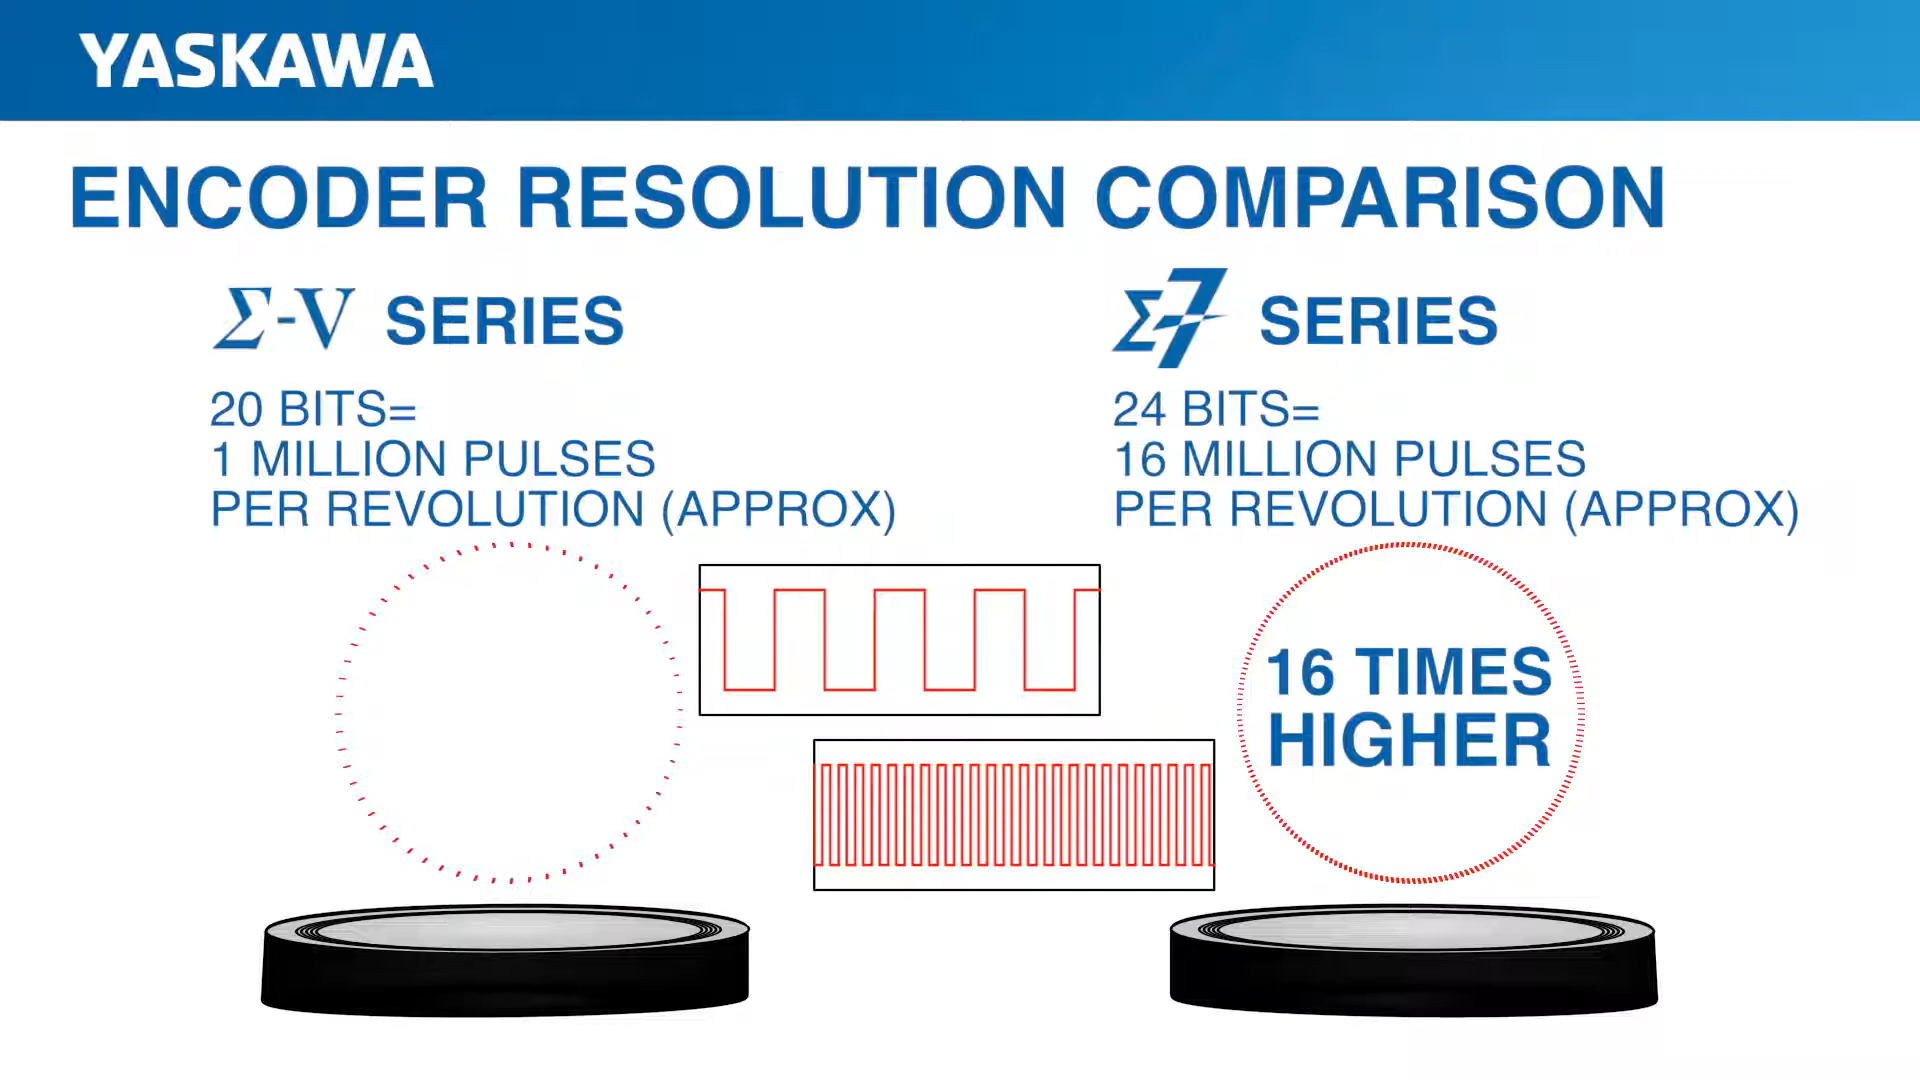 YASKAWA
ENCODER RESOLUTION COMPARISON
Σ-V SERIES
20 BITS=
1 MILLION PULSES
PER REVOLUTION (APPROX)
Σ-7 SERIES
24 BITS=
16 MILLION PULSES
PER REVOLUTION (APPROX)
16 TIMES
HIGHER